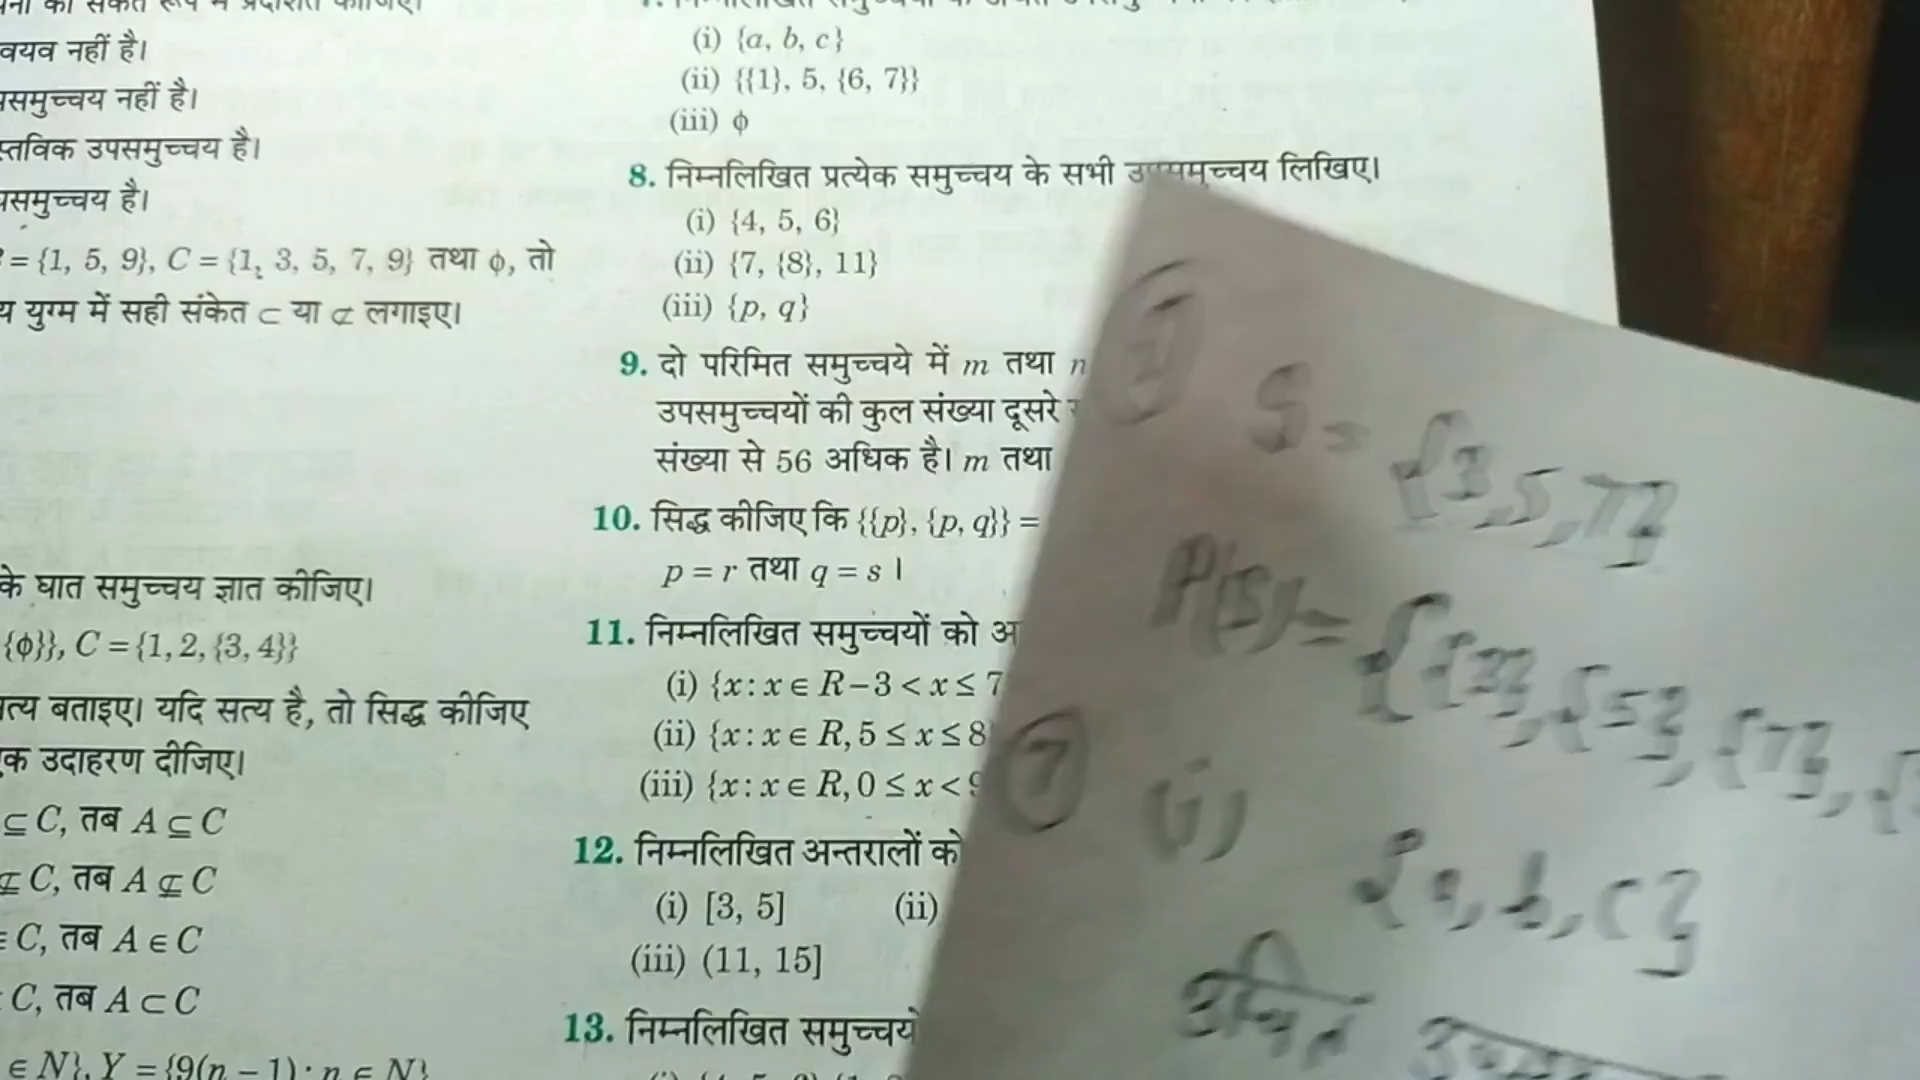 वयव नहीं है।
समुच्चय नहीं है।
स्तविक उपसमुच्चय है।
समुच्चय है।
= {1, 5, 9}, C = {1, 3, 5, 7, 9} तथा ϕ, तो
युग्म में सही संकेत ⊂ या ⊄ लगाइए।
के घात समुच्चय ज्ञात कीजिए।
{ϕ}}, C = {1, 2, {3, 4}}
बताइए। यदि सत्य है, तो सिद्ध कीजिए
उदाहरण दीजिए।
⊆ C, तब A ⊆ C
⊈ C, तब A ⊈ C
∈ C, तब A ∈ C
C, तब A ⊂ C
∈ N}, Y = {9(n − 1) : n ∈ N}
(i) {a, b, c}
(ii) {{1}, 5, {6, 7}}
(iii) ϕ
8. निम्नलिखित प्रत्येक समुच्चय के सभी उपसमुच्चय लिखिए।
(i) {4, 5, 6}
(ii) {7, {8}, 11}
(iii) {p, q}
9. दो परिमित समुच्चये में m तथा n
उपसमुच्चयों की कुल संख्या दूसरे
संख्या से 56 अधिक है। m तथा
10. सिद्ध कीजिए कि {{p}, {p, q}} =
p = r तथा q = s ।
11. निम्नलिखित समुच्चयों को
(i) {x : x ∈ R − 3 < x ≤ 7
(ii) {x : x ∈ R, 5 ≤ x ≤ 8}
(iii) {x : x ∈ R, 0 ≤ x < 9
12. निम्नलिखित अन्तरालों को
(i) [3, 5] (ii)
(iii) (11, 15]
13. निम्नलिखित समुच्चयों
S = {3, 5, 7}
P(S) = {{3}, {5}, {7}, {
7 (i)
{a, b, c}
उचित